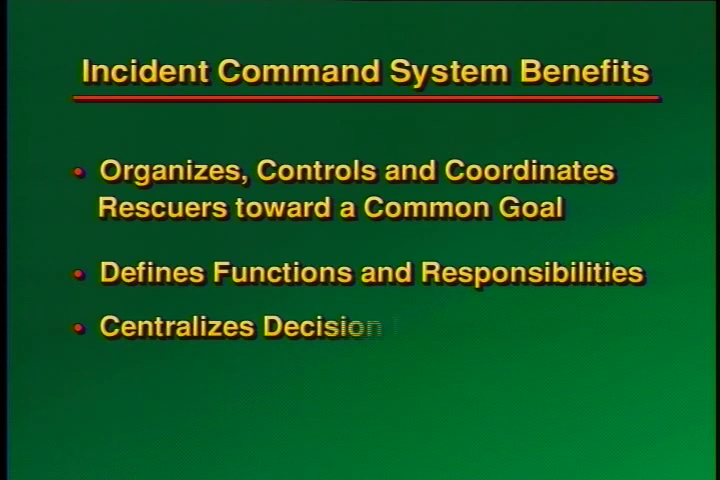 Incident Command System Benefits
• Organizes, Controls and Coordinates
Rescuers toward a Common Goal
• Defines Functions and Responsibilities
• Centralizes Decision